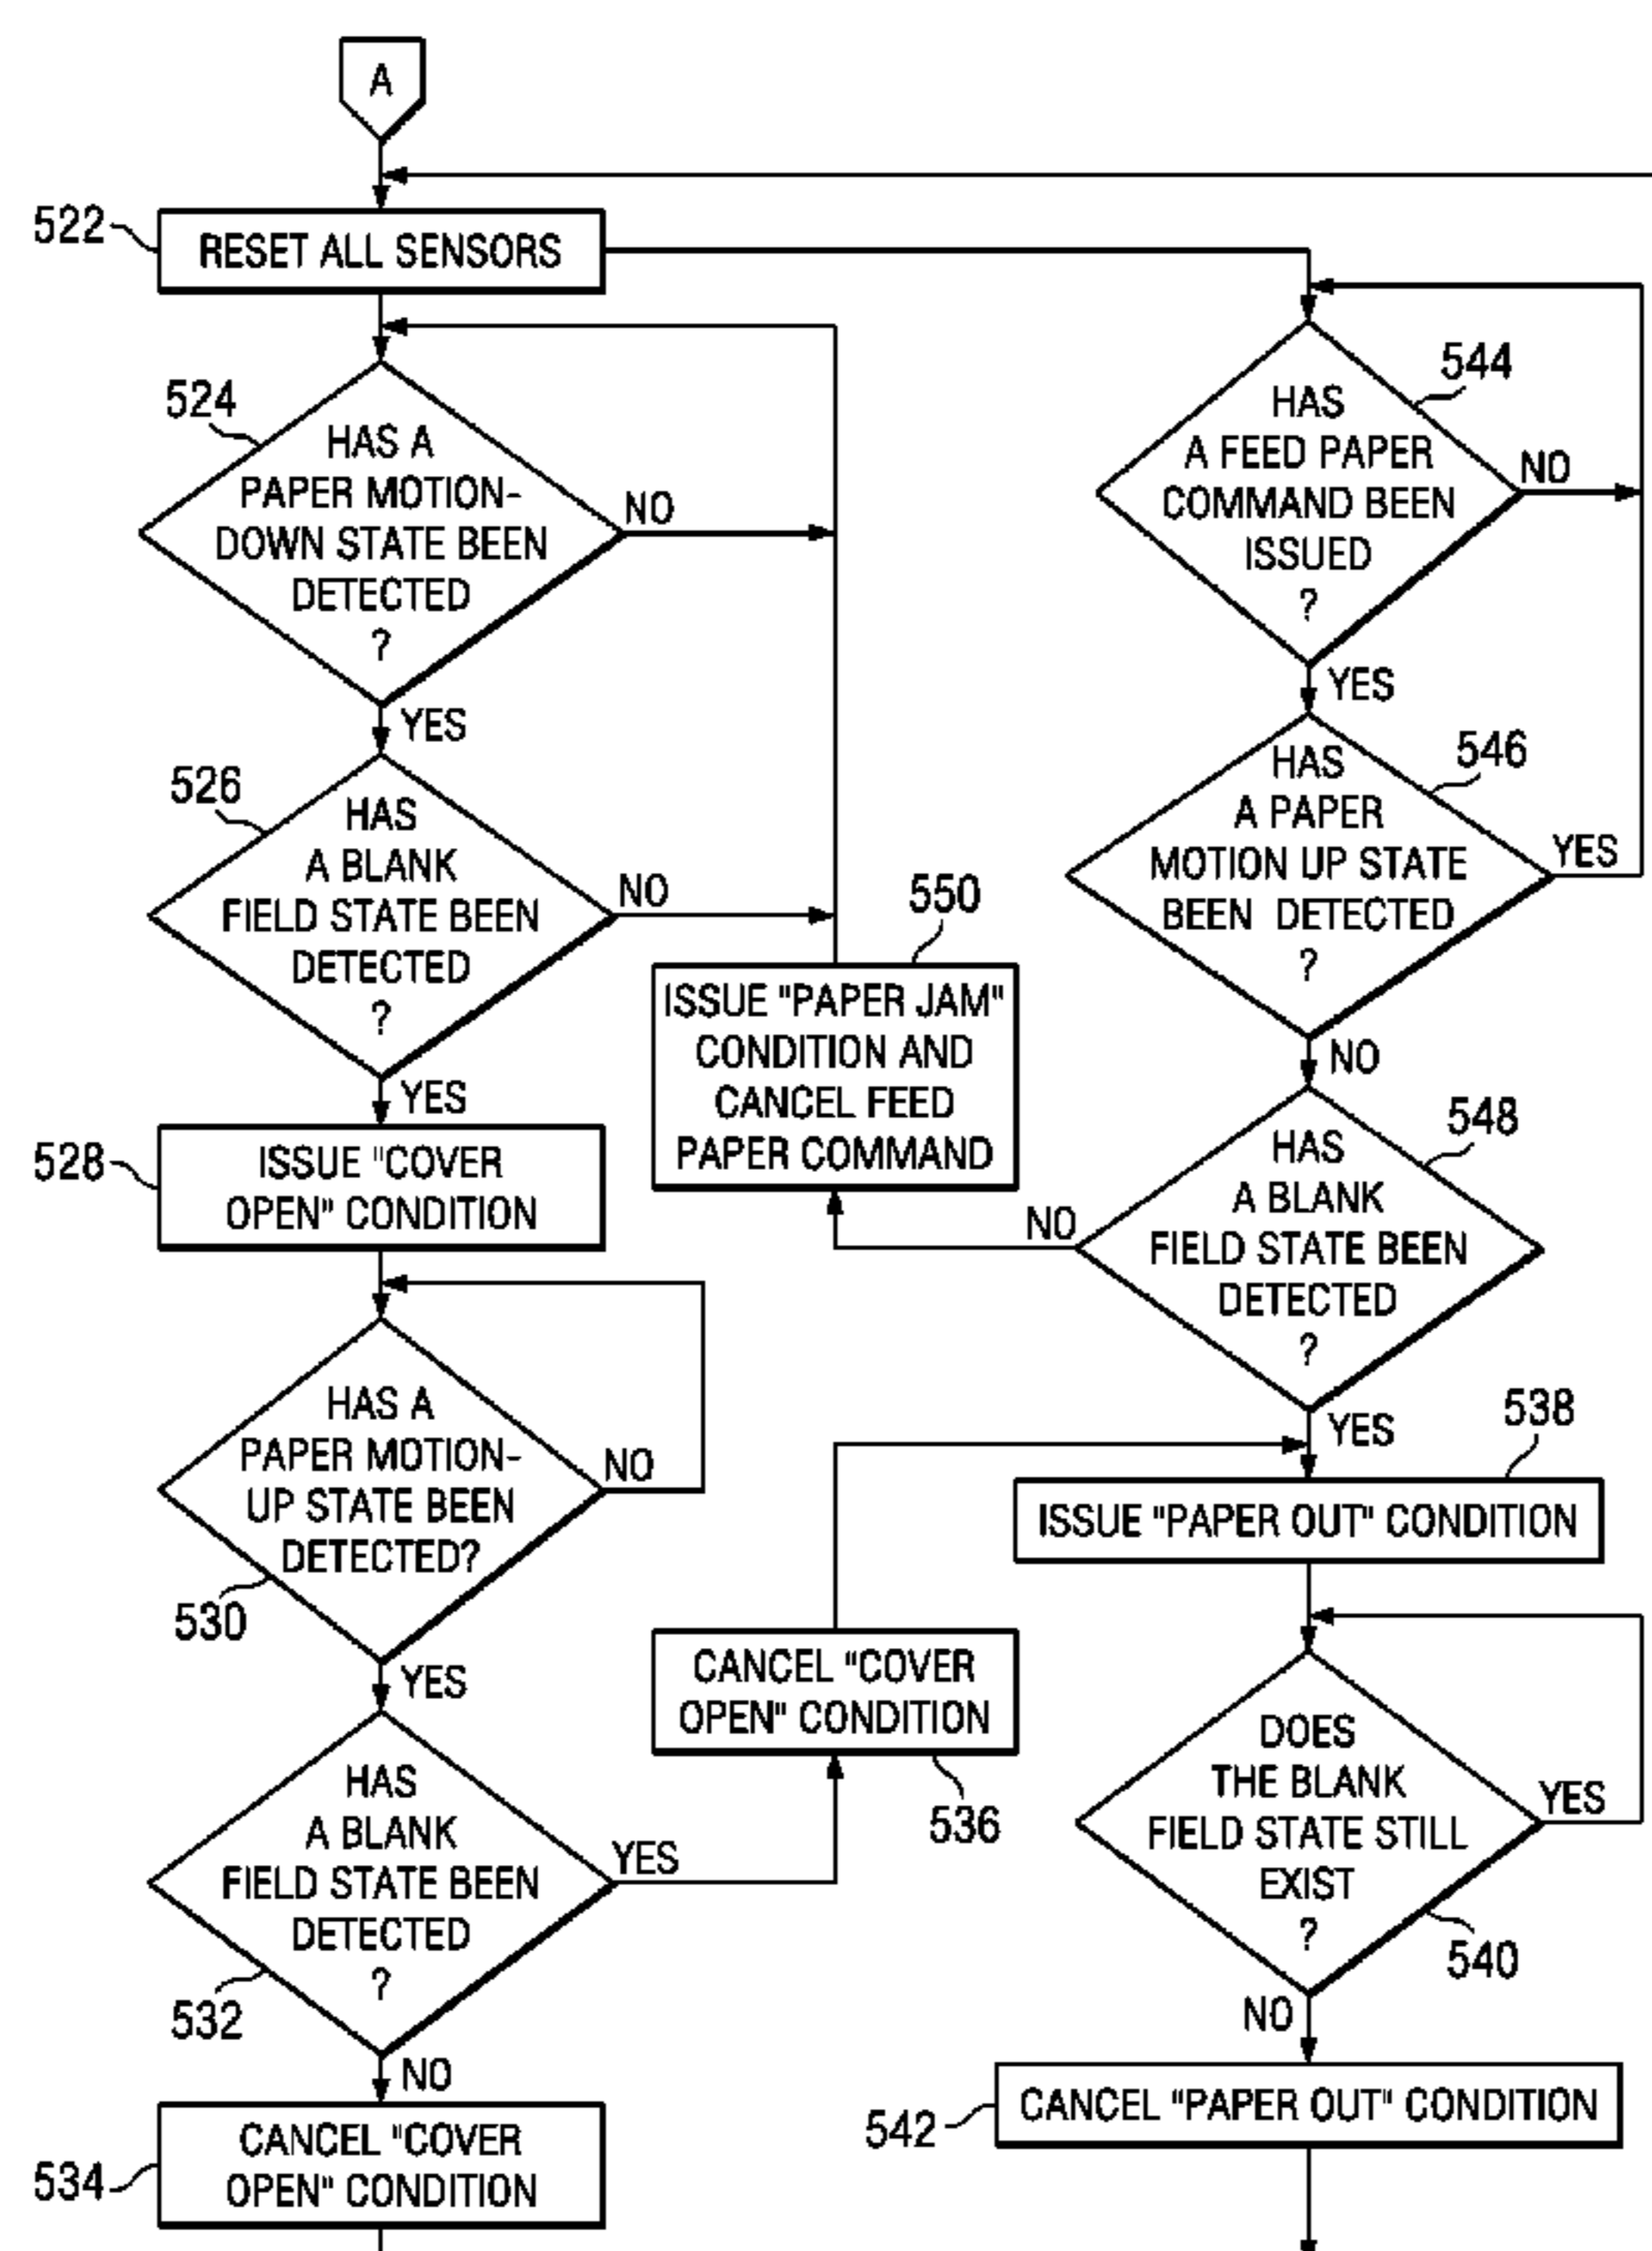 A
522
RESET ALL SENSORS
524
HAS A
PAPER MOTION-
DOWN STATE BEEN
DETECTED
?
NO
YES
526
HAS
A BLANK
FIELD STATE BEEN
DETECTED
?
NO
YES
528
ISSUE "COVER
OPEN" CONDITION
HAS A
PAPER MOTION-
UP STATE BEEN
DETECTED?
530
NO
YES
HAS
A BLANK
FIELD STATE BEEN
DETECTED
?
532
YES
NO
534
CANCEL "COVER
OPEN" CONDITION
550
ISSUE "PAPER JAM"
CONDITION AND
CANCEL FEED
PAPER COMMAND
CANCEL "COVER
OPEN" CONDITION
536
544
HAS
A FEED PAPER
COMMAND BEEN
ISSUED
?
NO
YES
546
HAS
A PAPER
MOTION UP STATE
BEEN DETECTED
?
YES
NO
548
HAS
A BLANK
FIELD STATE BEEN
DETECTED
?
NO
YES
538
ISSUE "PAPER OUT" CONDITION
DOES
THE BLANK
FIELD STATE STILL
EXIST
?
540
YES
NO
542
CANCEL "PAPER OUT" CONDITION